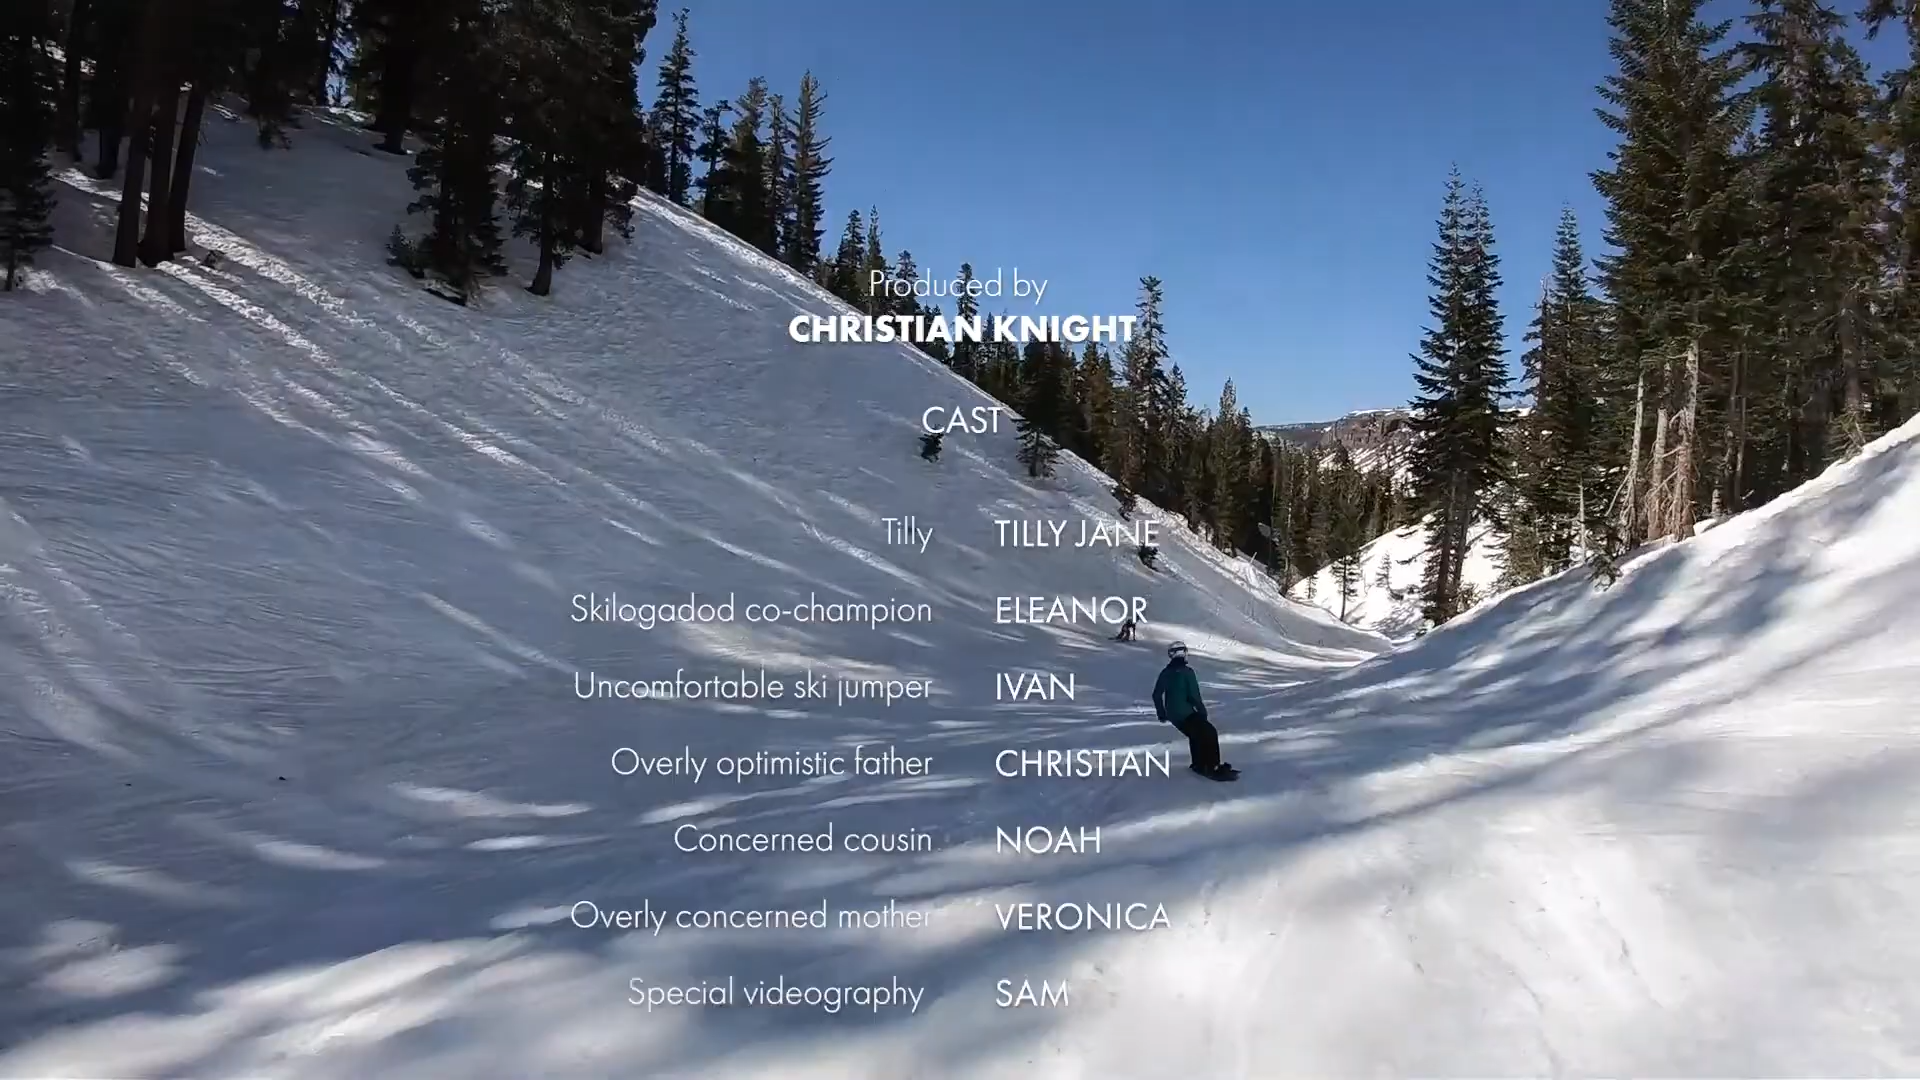 Produced by
CHRISTIAN KNIGHT
CAST
Tilly TILLY JANE
Skilogadod co-champion ELEANOR
Uncomfortable ski jumper IVAN
Overly optimistic father CHRISTIAN
Concerned cousin NOAH
Overly concerned mother VERONICA
Special videography SAM